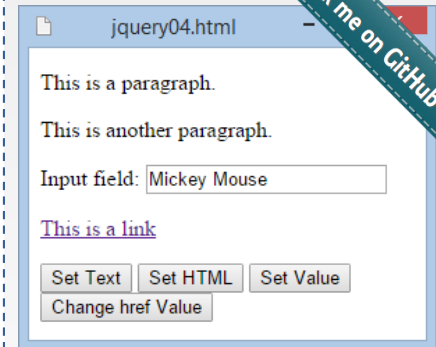 jquery04.html
k me on GitHub
This is a paragraph.
This is another paragraph.
Input field: Mickey Mouse
This is a link
Set Text Set HTML Set Value
Change href Value